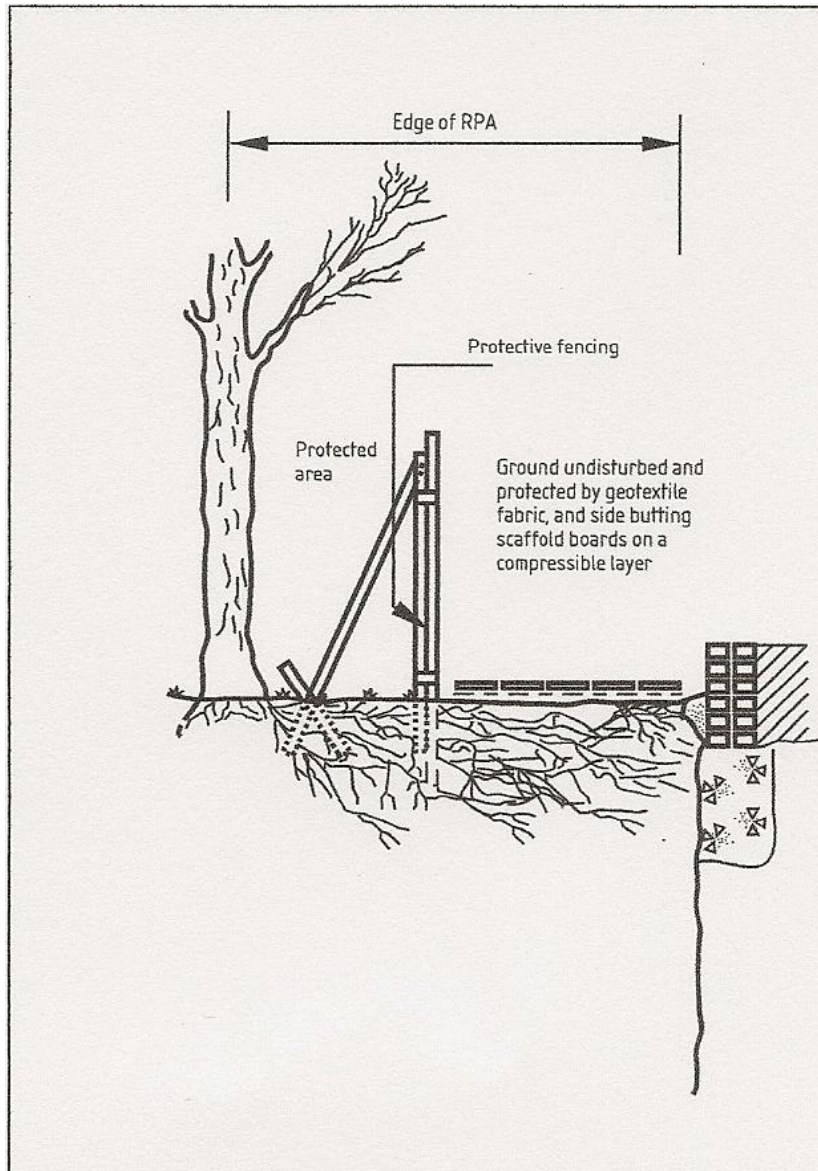 Edge of RPA
Protective fencing
Protected
area
Ground undisturbed and
protected by geotextile
fabric, and side butting
scaffold boards on a
compressible layer